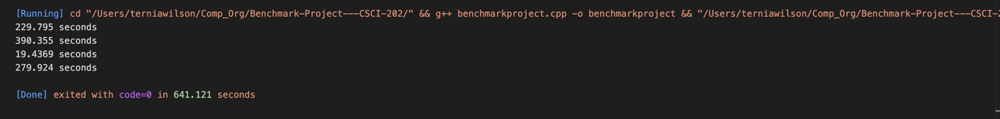 [Running] cd "/Users/terniawilson/Comp_Org/Benchmark-Project---CSCI-202/" && g++ benchmarkproject.cpp -o benchmarkproject && "/Users/terniawilson/Comp_Org/Benchmark-Project---CSCI-2
229.795 seconds
390.355 seconds
19.4369 seconds
279.924 seconds
[Done] exited with code=0 in 641.121 seconds